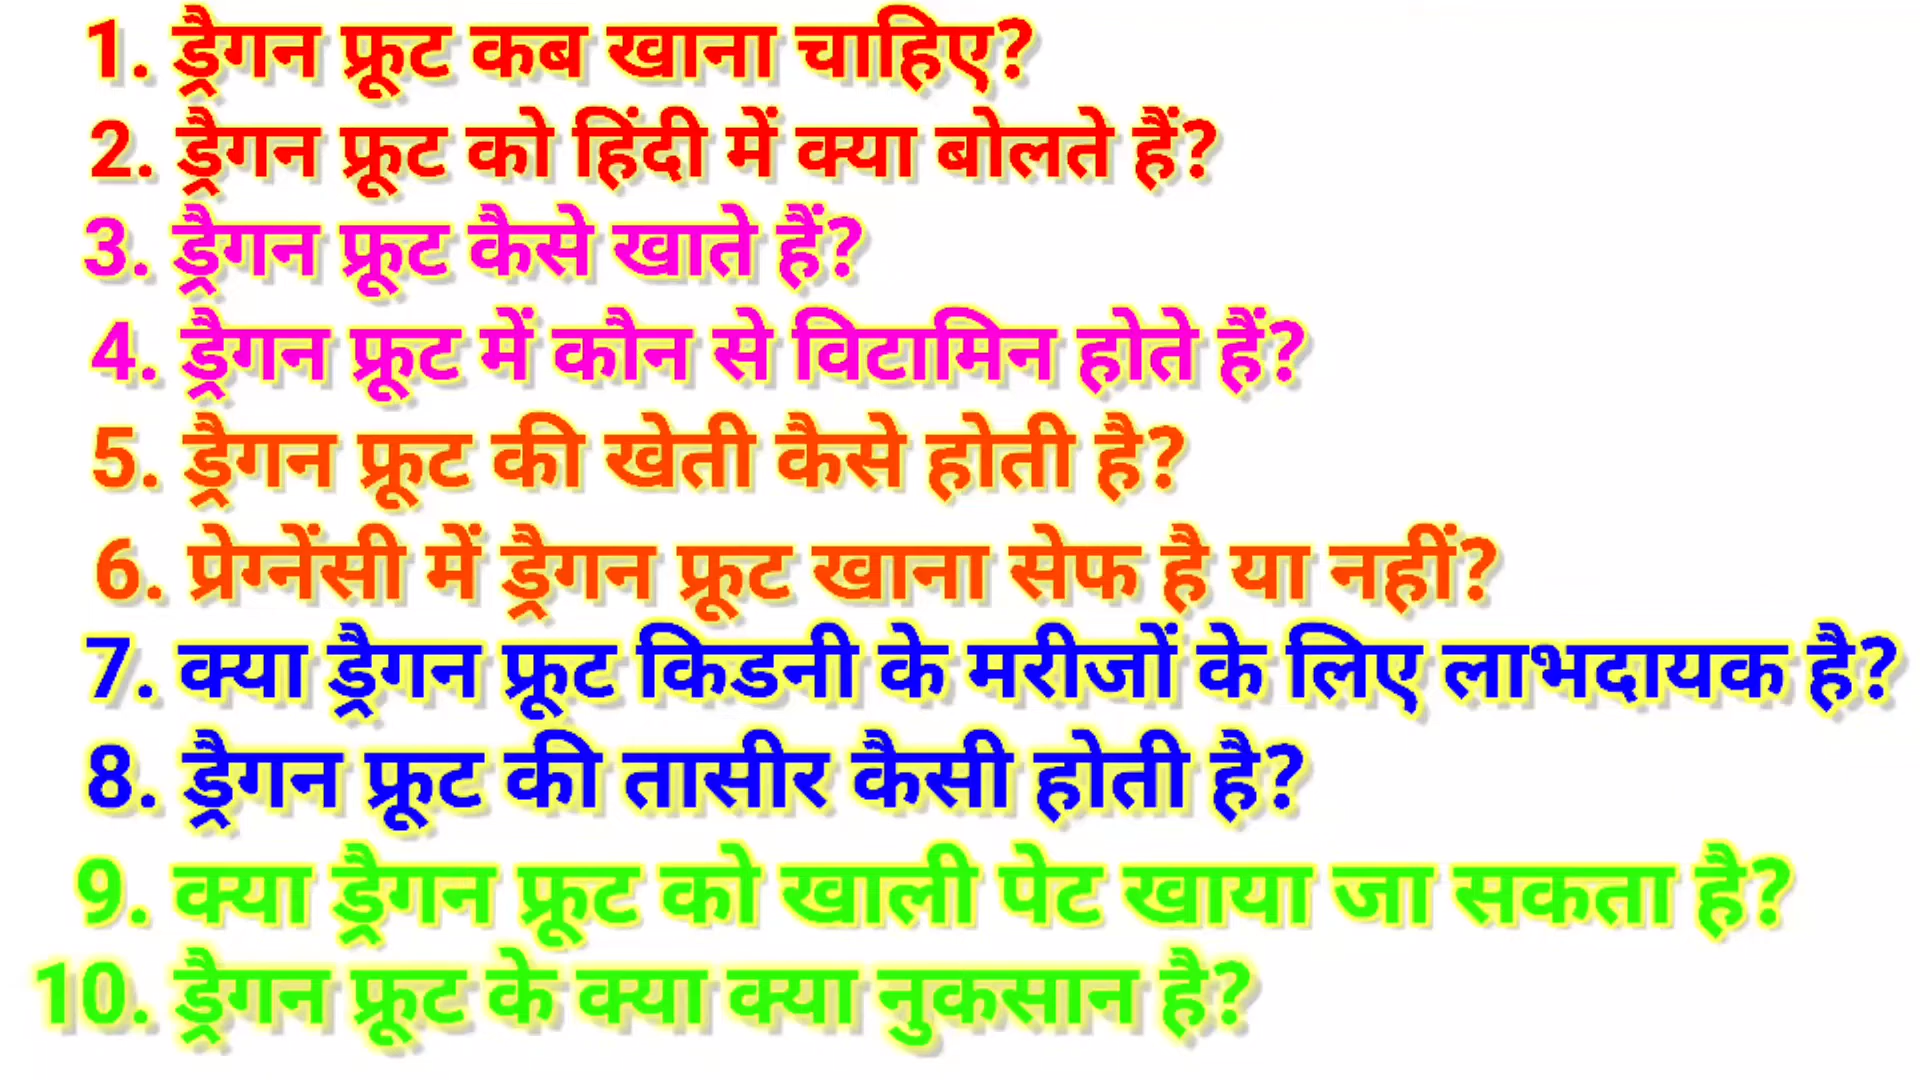 1. ड्रैगन फ्रूट कब खाना चाहिए?
2. ड्रैगन फ्रूट को हिंदी में क्या बोलते हैं?
3. ड्रैगन फ्रूट कैसे खाते हैं?
4. ड्रैगन फ्रूट में कौन से विटामिन होते हैं?
5. ड्रैगन फ्रूट की खेती कैसे होती है?
6. प्रेग्नेंसी में ड्रैगन फ्रूट खाना सेफ है या नहीं?
7. क्या ड्रैगन फ्रूट किडनी के मरीजों के लिए लाभदायक है?
8. ड्रैगन फ्रूट की तासीर कैसी होती है?
9. क्या ड्रैगन फ्रूट को खाली पेट खाया जा सकता है?
10. ड्रैगन फ्रूट के क्या क्या नुकसान है?